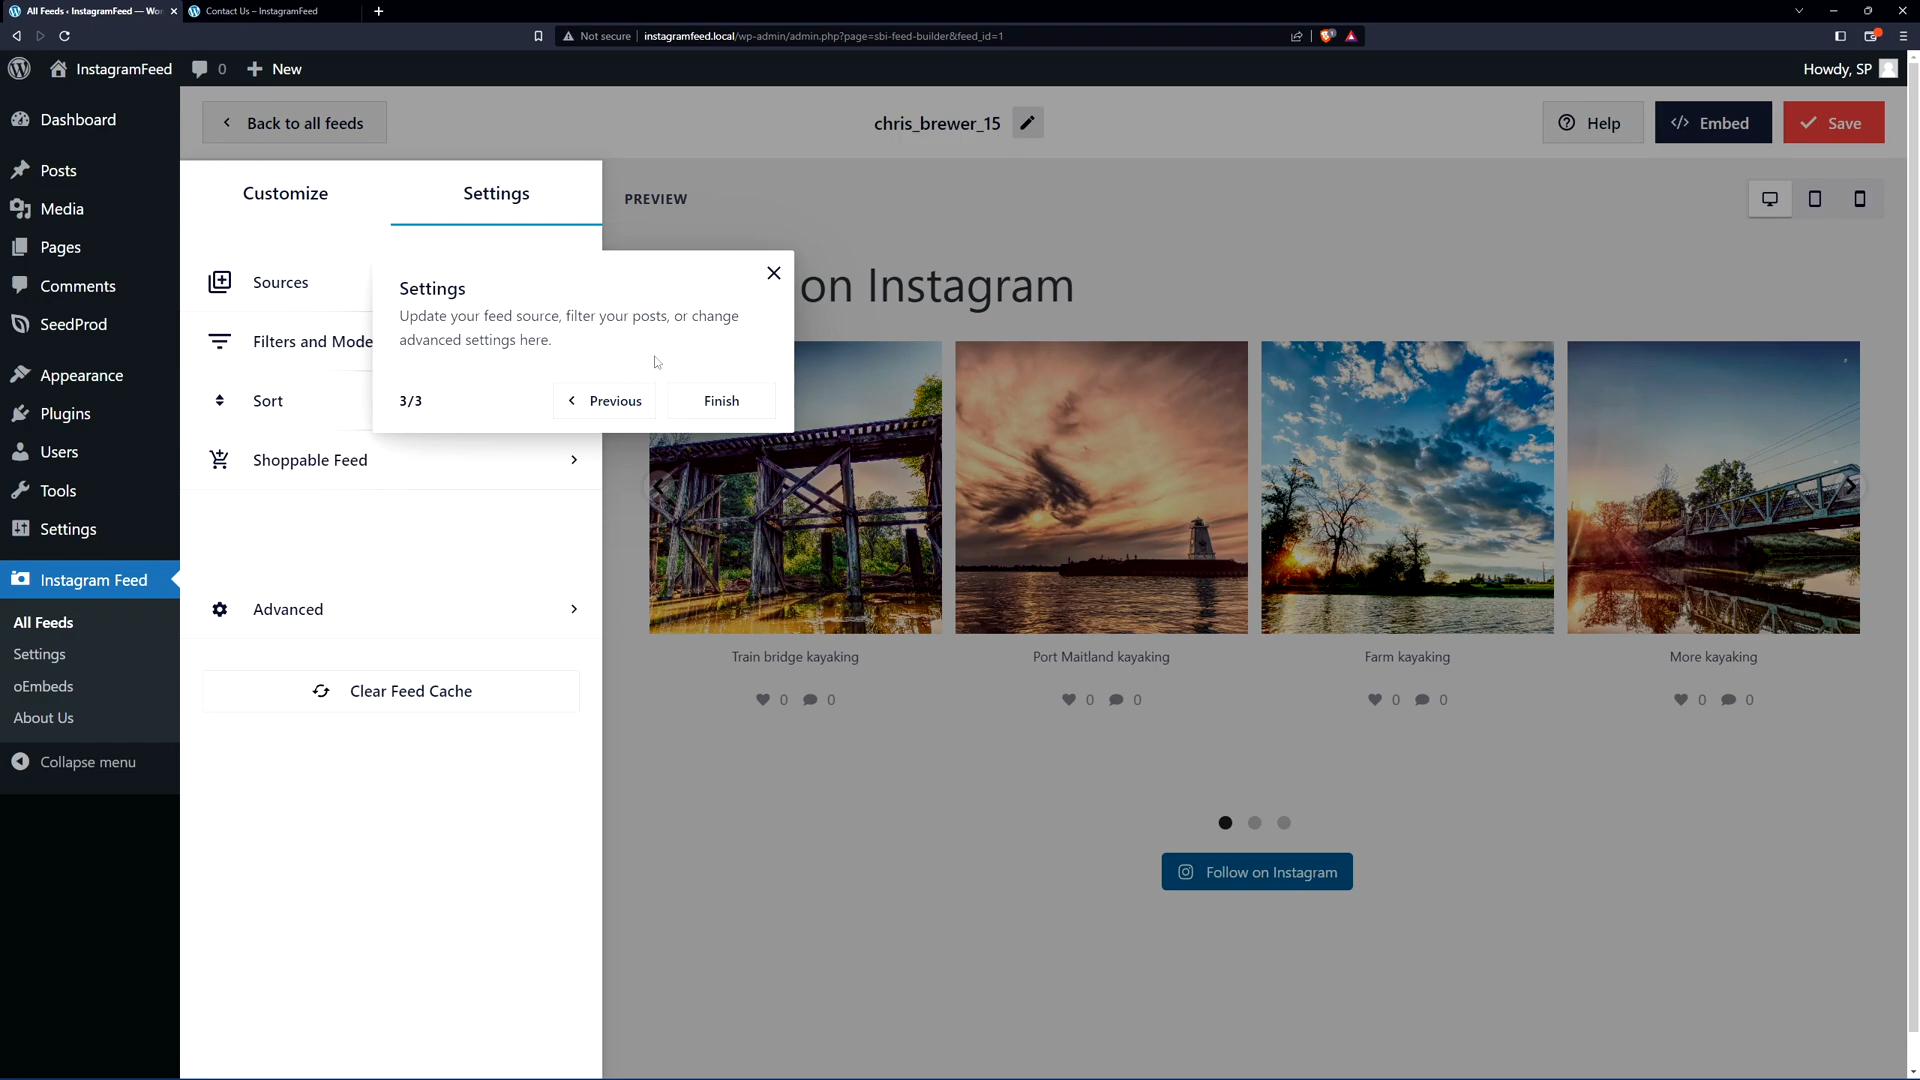 All Feeds ‹ InstagramFeed — Wor
Contact Us – InstagramFeed
Not secure
instagramfeed.local/wp-admin/admin.php?page=sbi-feed-builder&feed_id=1
InstagramFeed
0
New
Howdy, SP
Dashboard
Posts
Media
Pages
Comments
SeedProd
Appearance
Plugins
Users
Tools
Settings
Instagram Feed
All Feeds
Settings
oEmbeds
About Us
Collapse menu
Back to all feeds
chris_brewer_15
Help
</> Embed
Save
Customize
Settings
Sources
Filters and Mode
Sort
Shoppable Feed
Advanced
Clear Feed Cache
Settings
Update your feed source, filter your posts, or change
advanced settings here.
3/3
Previous
Finish
PREVIEW
on Instagram
Train bridge kayaking
0 0
Port Maitland kayaking
0 0
Farm kayaking
0 0
More kayaking
0 0
Follow on Instagram